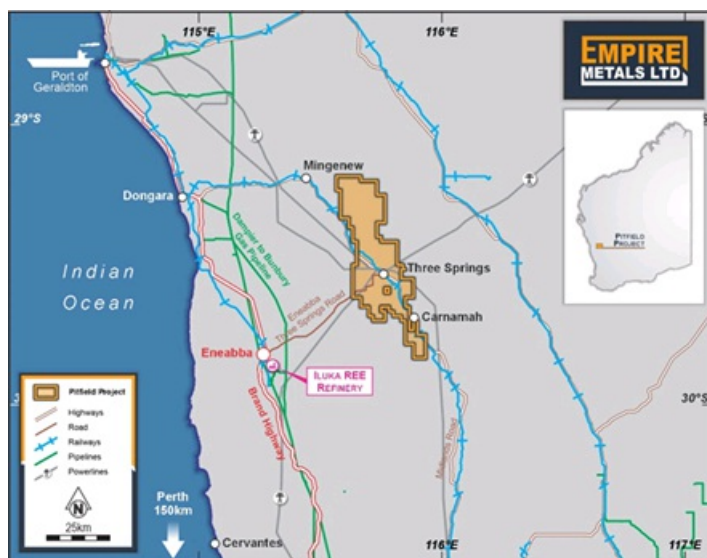 115°E
116°E
EMPIRE
METALS LTD
Port of
Geraldton
29°S
Mingenew
Dongara
PITFIELD
PROJECT
Dampier to Bunbury
Gas Pipeline
Indian
Ocean
Three Springs
Eneabba
Three Springs Road
Carnamah
Eneabba
ILUKA REE
REFINERY
Pitfield Project
Highways
Road
Railways
Pipelines
Powerlines
N
25km
Brand Highway
Midlands Road
30°S
Perth
150km
Cervantes
116°E
117°E